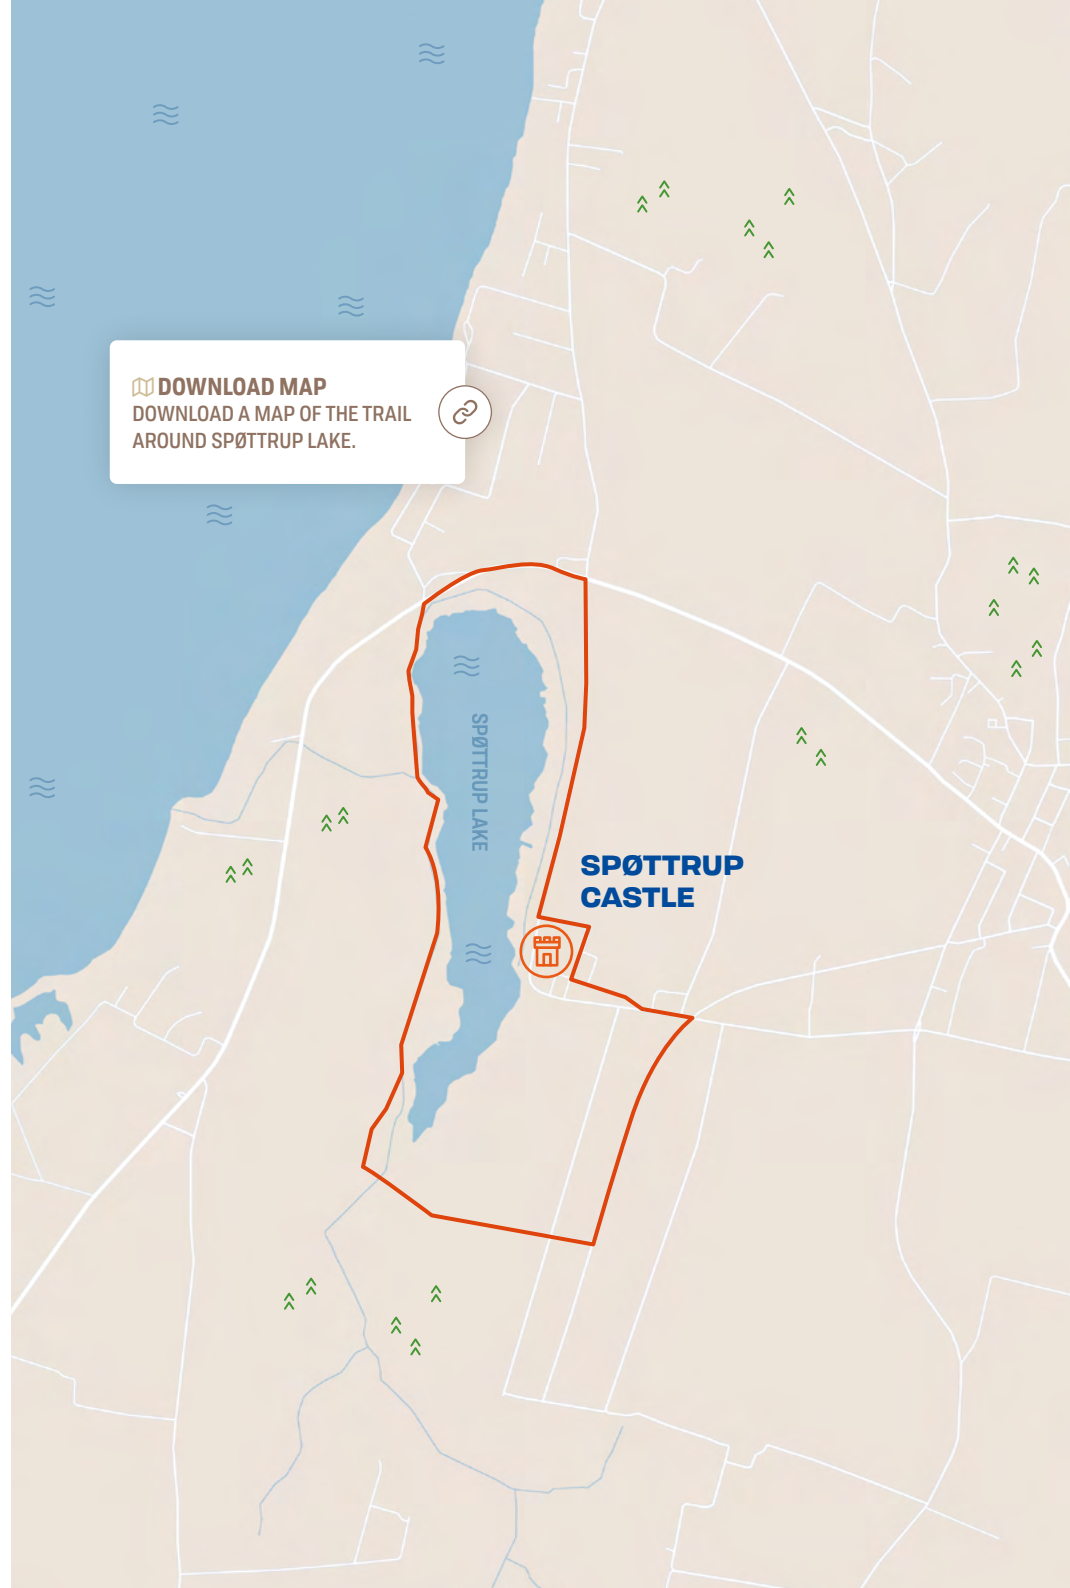 DOWNLOAD MAP
DOWNLOAD A MAP OF THE TRAIL
AROUND SPØTTRUP LAKE.
SPØTTRUP LAKE
SPØTTRUP
CASTLE